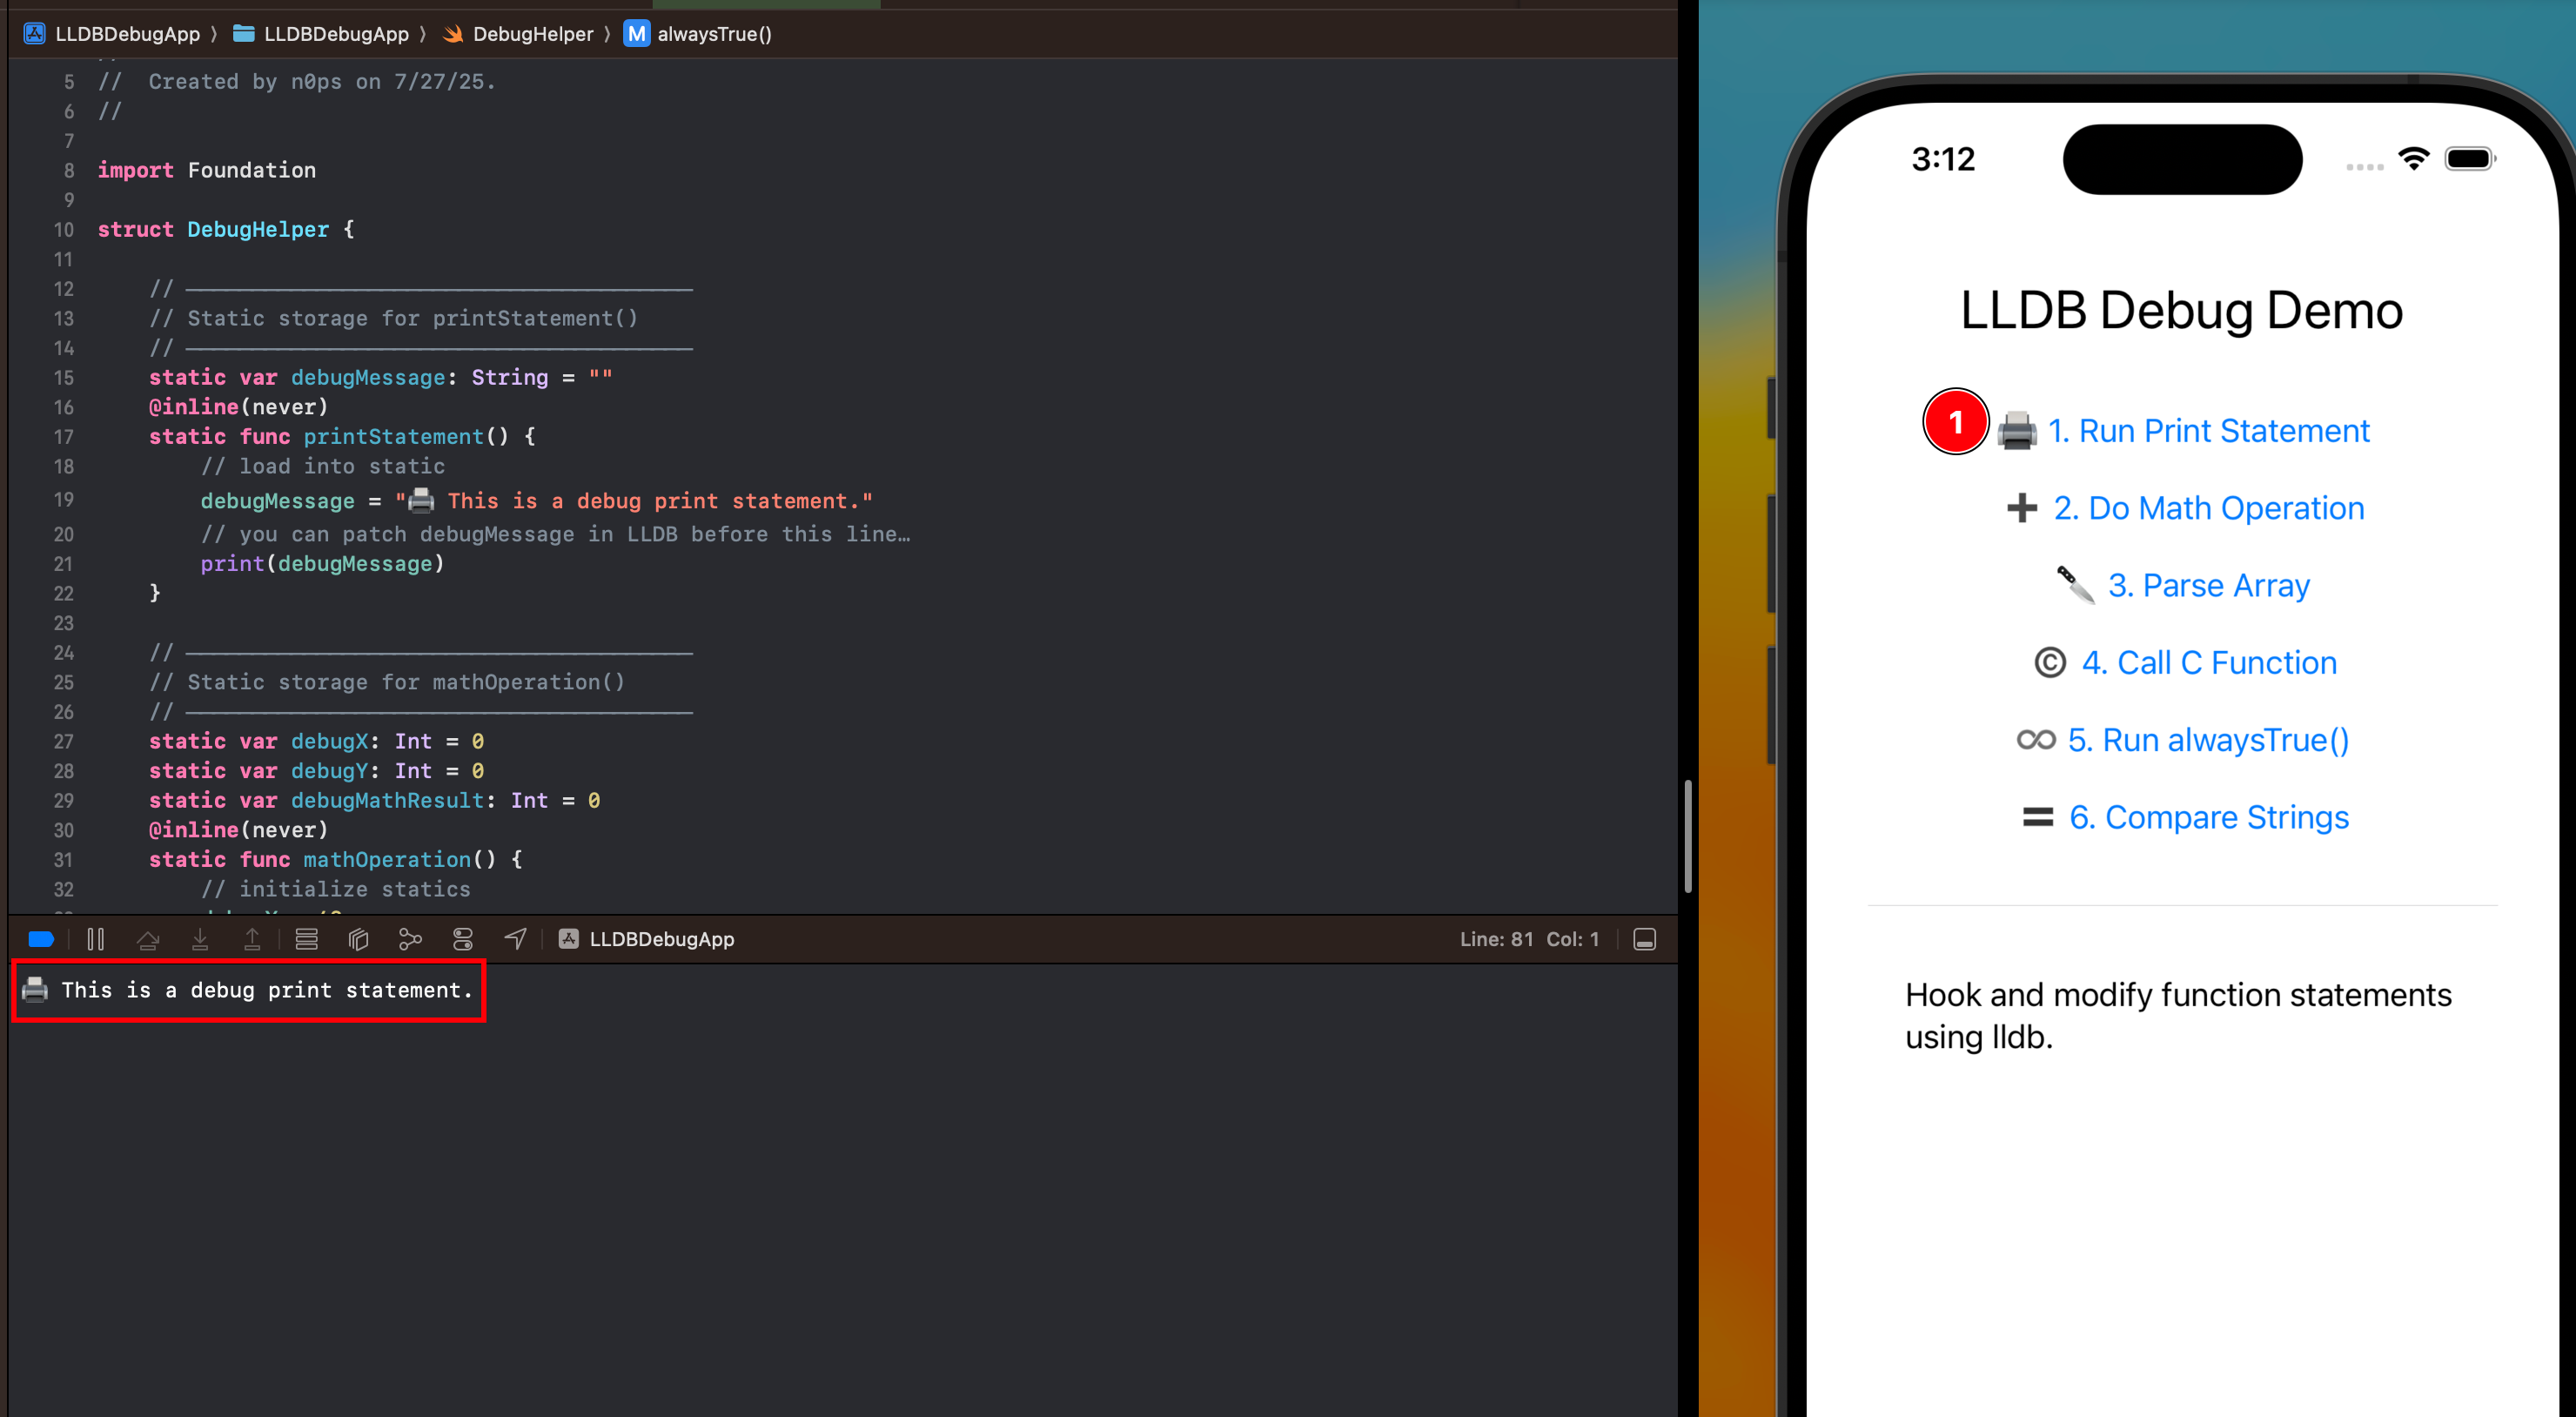 LLDBDebugApp 〉 LLDBDebugApp 〉 DebugHelper 〉 M alwaysTrue()
5 //  Created by n0ps on 7/27/25.
6 //
7
8 import Foundation
9
10 struct DebugHelper {
11
12     // ───────────────────────────────────────
13     // Static storage for printStatement()
14     // ───────────────────────────────────────
15     static var debugMessage: String = ""
16     @inline(never)
17     static func printStatement() {
18         // load into static
19         debugMessage = "🖨️ This is a debug print statement."
20         // you can patch debugMessage in LLDB before this line…
21         print(debugMessage)
22     }
23
24     // ───────────────────────────────────────
25     // Static storage for mathOperation()
26     // ───────────────────────────────────────
27     static var debugX: Int = 0
28     static var debugY: Int = 0
29     static var debugMathResult: Int = 0
30     @inline(never)
31     static func mathOperation() {
32         // initialize statics
LLDBDebugApp
Line: 81 Col: 1
🖨️ This is a debug print statement.
3:12
LLDB Debug Demo
1 🖨️ 1. Run Print Statement
➕ 2. Do Math Operation
🔪 3. Parse Array
© 4. Call C Function
∞ 5. Run alwaysTrue()
= 6. Compare Strings
Hook and modify function statements
using lldb.